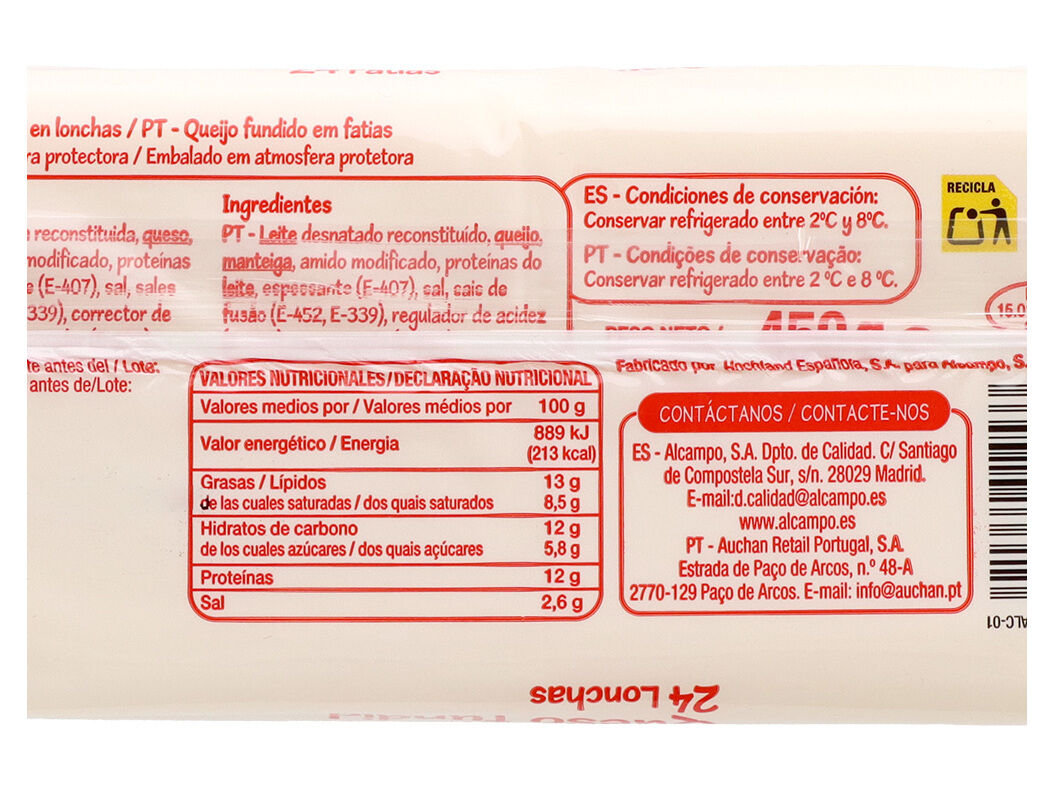 en lonchas / PT - Queijo fundido em fatias
protectora / Embalado em atmosfera protetora
reconstituida, queso,
modificado, proteínas
(E-407), sal, sales
339), corrector de
Ingredientes
PT - Leite desnatado reconstituído, queijo,
manteiga, amido modificado, proteínas do
leite, espessante (E-407), sal, sais de
fusão (E-452, E-339), regulador de acidez
ES - Condiciones de conservación:
Conservar refrigerado entre 2ºC y 8ºC.
PT - Condições de conservação:
Conservar refrigerado entre 2 ºC e 8 ºC.
RECICLA
PESO NETO / 450 g
15.0
antes del / Lote:
antes de/Lote:
Fabricado por Hochland Española, S.A. para Alcampo, S.
VALORES NUTRICIONALES/DECLARAÇÃO NUTRICIONAL
Valores medios por / Valores médios por 100 g
Valor energético / Energia 889 kJ
(213 kcal)
Grasas / Lípidos 13 g
de las cuales saturadas / dos quais saturados 8,5 g
Hidratos de carbono 12 g
de los cuales azúcares / dos quais açúcares 5,8 g
Proteínas 12 g
Sal 2,6 g
CONTÁCTANOS / CONTACTE-NOS
ES - Alcampo, S.A. Dpto. de Calidad. C/ Santiago
de Compostela Sur, s/n. 28029 Madrid.
E-mail:d.calidad@alcampo.es
www.alcampo.es
PT - Auchan Retail Portugal, S.A.
Estrada de Paço de Arcos, n.º 48-A
2770-129 Paço de Arcos. E-mail: info@auchan.pt
ALC-01
24 Lonchas